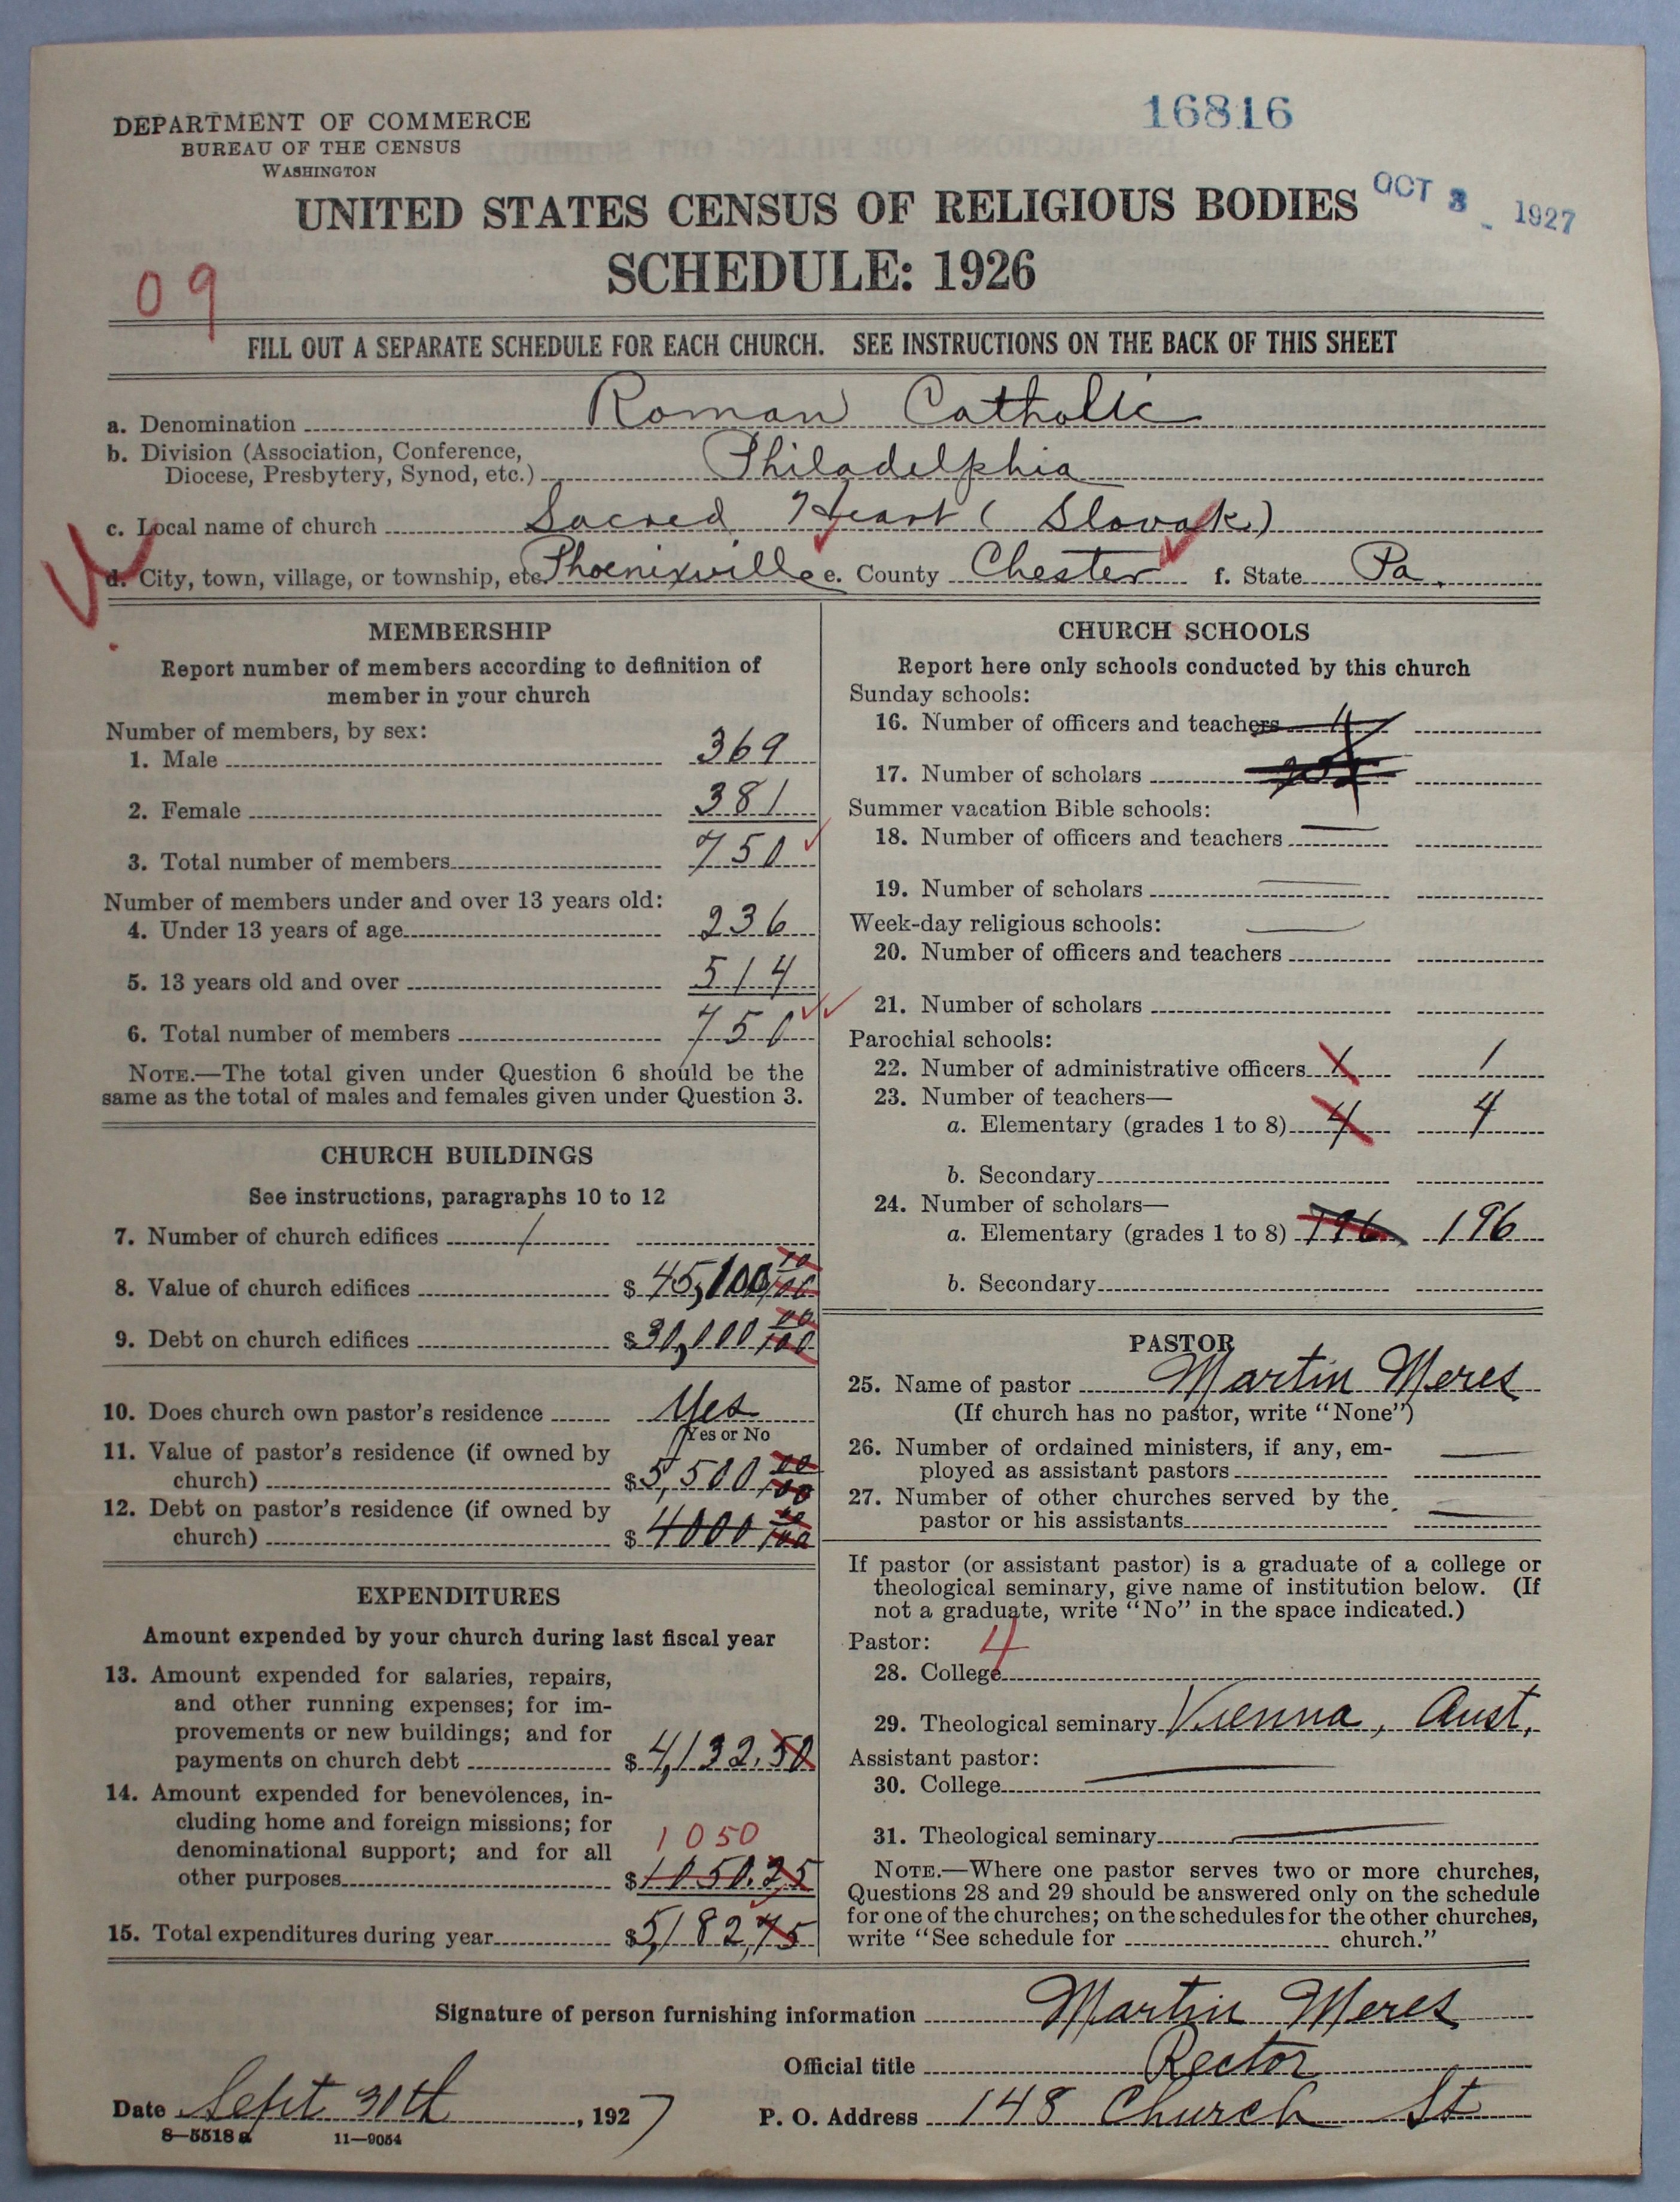 16816
DEPARTMENT OF COMMERCE
BUREAU OF THE CENSUS
WASHINGTON
UNITED STATES CENSUS OF RELIGIOUS BODIES
OCT 3 1927
SCHEDULE: 1926
09
FILL OUT A SEPARATE SCHEDULE FOR EACH CHURCH. SEE INSTRUCTIONS ON THE BACK OF THIS SHEET
a. Denomination Roman Catholic
b. Division (Association, Conference,
Diocese, Presbytery, Synod, etc.) Philadelphia
c. Local name of church Sacred Heart (Slovak)
d. City, town, village, or township, etc. Phoenixville e. County Chester f. State Pa.
MEMBERSHIP
Report number of members according to definition of
member in your church
Number of members, by sex:
1. Male 369
2. Female 381
3. Total number of members 750
Number of members under and over 13 years old:
4. Under 13 years of age 236
5. 13 years old and over 514
6. Total number of members 750
NOTE.—The total given under Question 6 should be the
same as the total of males and females given under Question 3.
CHURCH BUILDINGS
See instructions, paragraphs 10 to 12
7. Number of church edifices 1
8. Value of church edifices $45,000 00/100
9. Debt on church edifices $30,000 00/100
10. Does church own pastor's residence Yes
Yes or No
11. Value of pastor's residence (if owned by
church) $5,500 00/100
12. Debt on pastor's residence (if owned by
church) $4000 00/100
EXPENDITURES
Amount expended by your church during last fiscal year
13. Amount expended for salaries, repairs,
and other running expenses; for im-
provements or new buildings; and for
payments on church debt $4,132.50
14. Amount expended for benevolences, in-
cluding home and foreign missions; for
denominational support; and for all 1050
other purposes $1050.25
15. Total expenditures during year $5,182,75
CHURCH SCHOOLS
Report here only schools conducted by this church
Sunday schools:
16. Number of officers and teachers 4
17. Number of scholars
Summer vacation Bible schools:
18. Number of officers and teachers —
19. Number of scholars —
Week-day religious schools: —
20. Number of officers and teachers
21. Number of scholars
Parochial schools:
22. Number of administrative officers 1 1
23. Number of teachers—
a. Elementary (grades 1 to 8) 4 4
b. Secondary
24. Number of scholars—
a. Elementary (grades 1 to 8) 196 196
b. Secondary
PASTOR
25. Name of pastor Martin Meres
(If church has no pastor, write "None")
26. Number of ordained ministers, if any, em-
ployed as assistant pastors —
27. Number of other churches served by the
pastor or his assistants —
If pastor (or assistant pastor) is a graduate of a college or
theological seminary, give name of institution below. (If
not a graduate, write "No" in the space indicated.)
Pastor: 4
28. College
29. Theological seminary Vienna, Aust.
Assistant pastor:
30. College —
31. Theological seminary —
NOTE.—Where one pastor serves two or more churches,
Questions 28 and 29 should be answered only on the schedule
for one of the churches; on the schedules for the other churches,
write "See schedule for church."
Signature of person furnishing information Martin Meres
Official title Rector
Date Sept 30th, 1927 P. O. Address 148 Church St
8—5518 a 11—9054